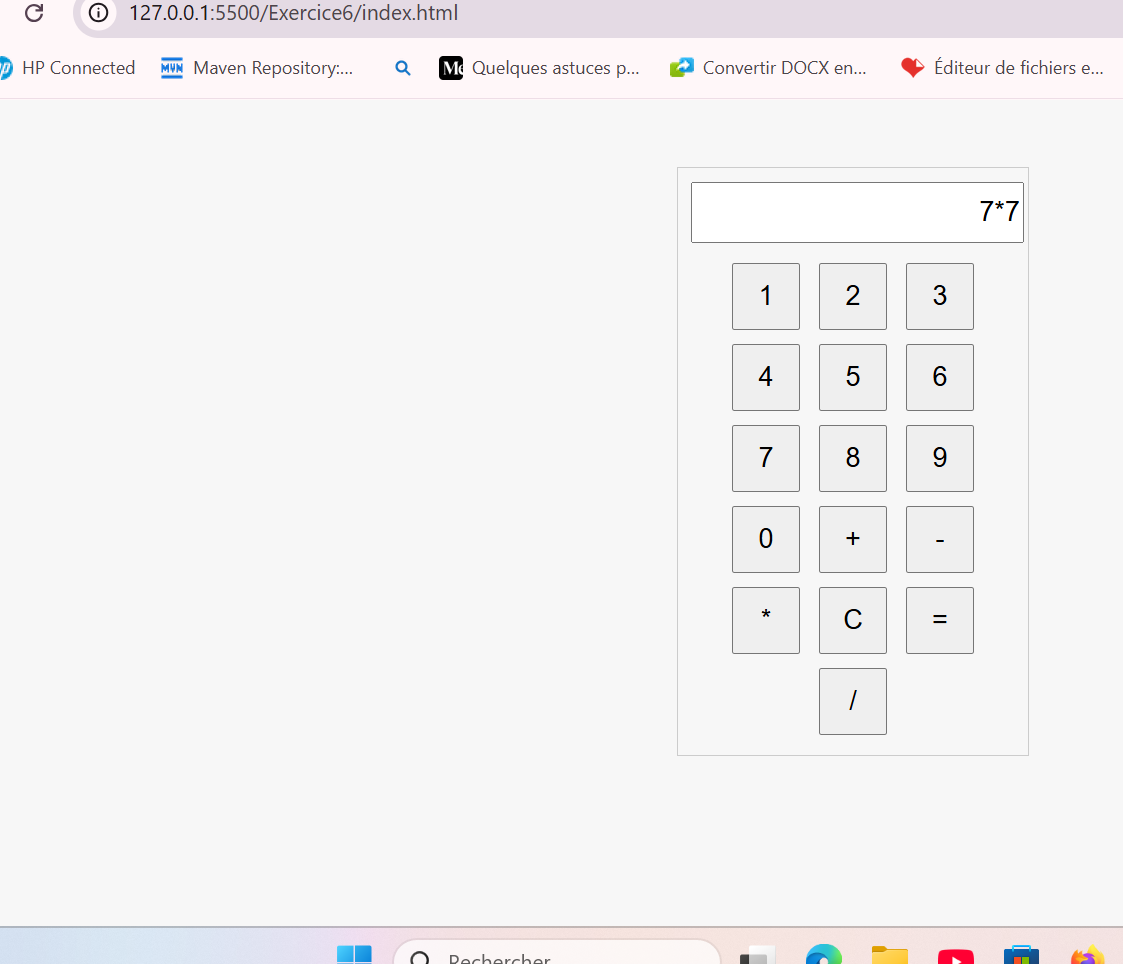 127.0.0.1:5500/Exercice6/index.html
HP Connected Maven Repository:... Quelques astuces p... Convertir DOCX en... Éditeur de fichiers e...
7*7
1 2 3
4 5 6
7 8 9
0 + -
* C =
/
Rechercher